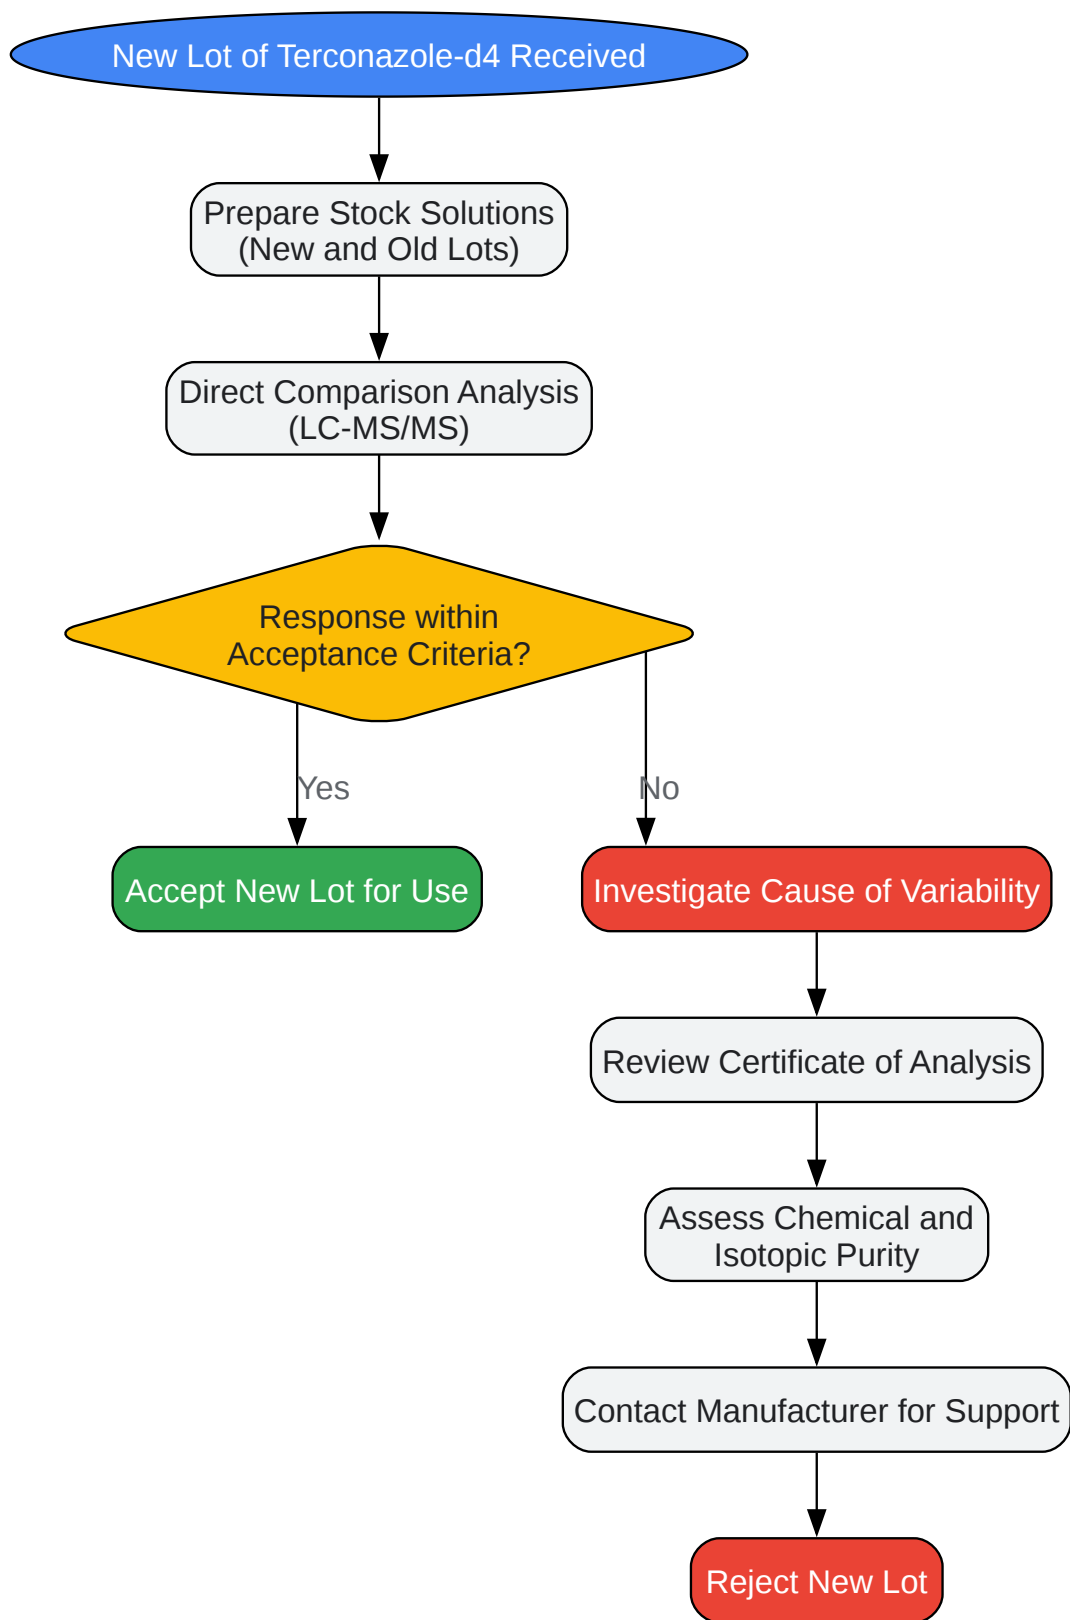 New Lot of Terconazole-d4 Received
Prepare Stock Solutions
(New and Old Lots)
Direct Comparison Analysis
(LC-MS/MS)
Response within
Acceptance Criteria?
Yes
No
Accept New Lot for Use
Investigate Cause of Variability
Review Certificate of Analysis
Assess Chemical and
Isotopic Purity
Contact Manufacturer for Support
Reject New Lot